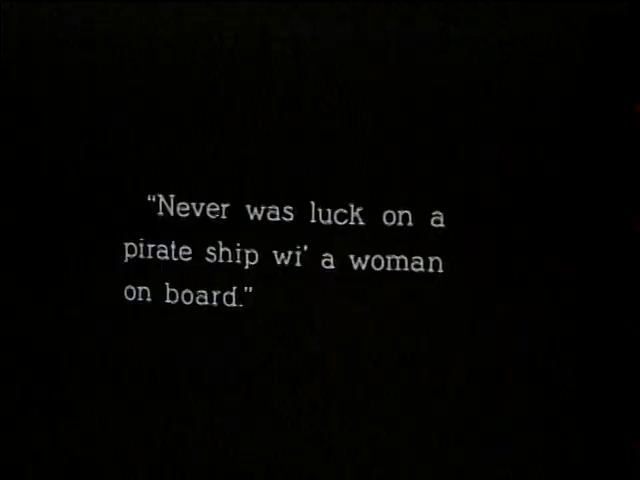 "Never was luck on a
pirate ship wi' a woman
on board."